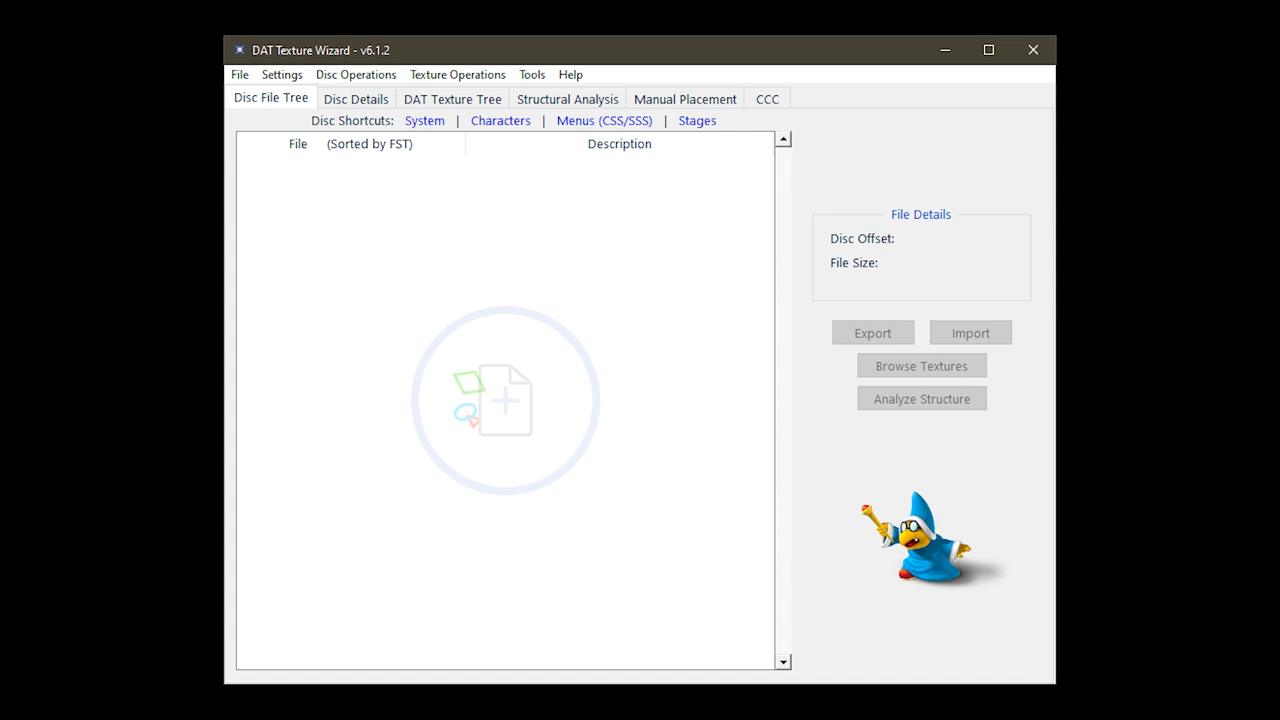 DAT Texture Wizard - v6.1.2
File Settings Disc Operations Texture Operations Tools Help
Disc File Tree Disc Details DAT Texture Tree Structural Analysis Manual Placement CCC
Disc Shortcuts: System | Characters | Menus (CSS/SSS) | Stages
File (Sorted by FST) Description
File Details
Disc Offset:
File Size:
Export Import
Browse Textures
Analyze Structure